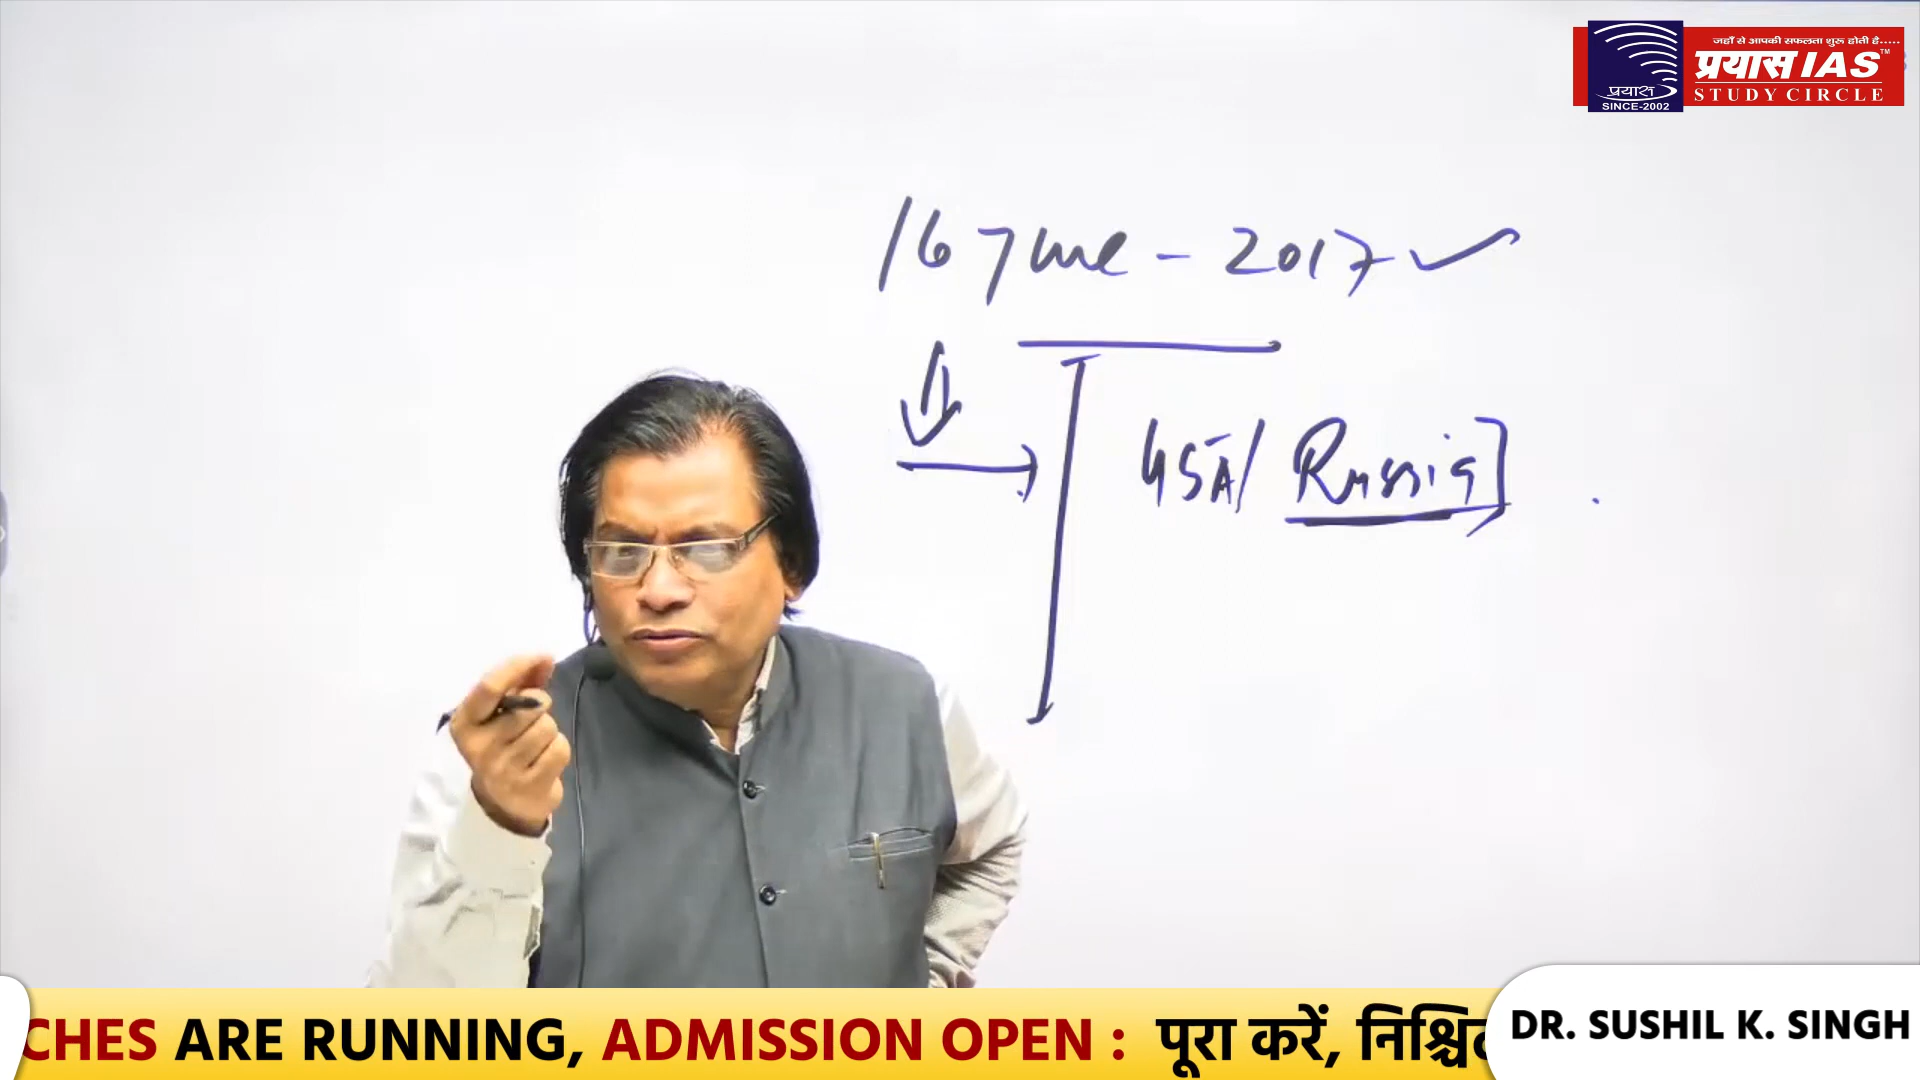 जहाँ से आपकी सफलता शुरू होती है.....
प्रयास IAS™
STUDY CIRCLE
प्रयास
SINCE-2002
16 June - 2017
USA/ Russia
CHES ARE RUNNING, ADMISSION OPEN : पूरा करें, निश्चि
DR. SUSHIL K. SINGH